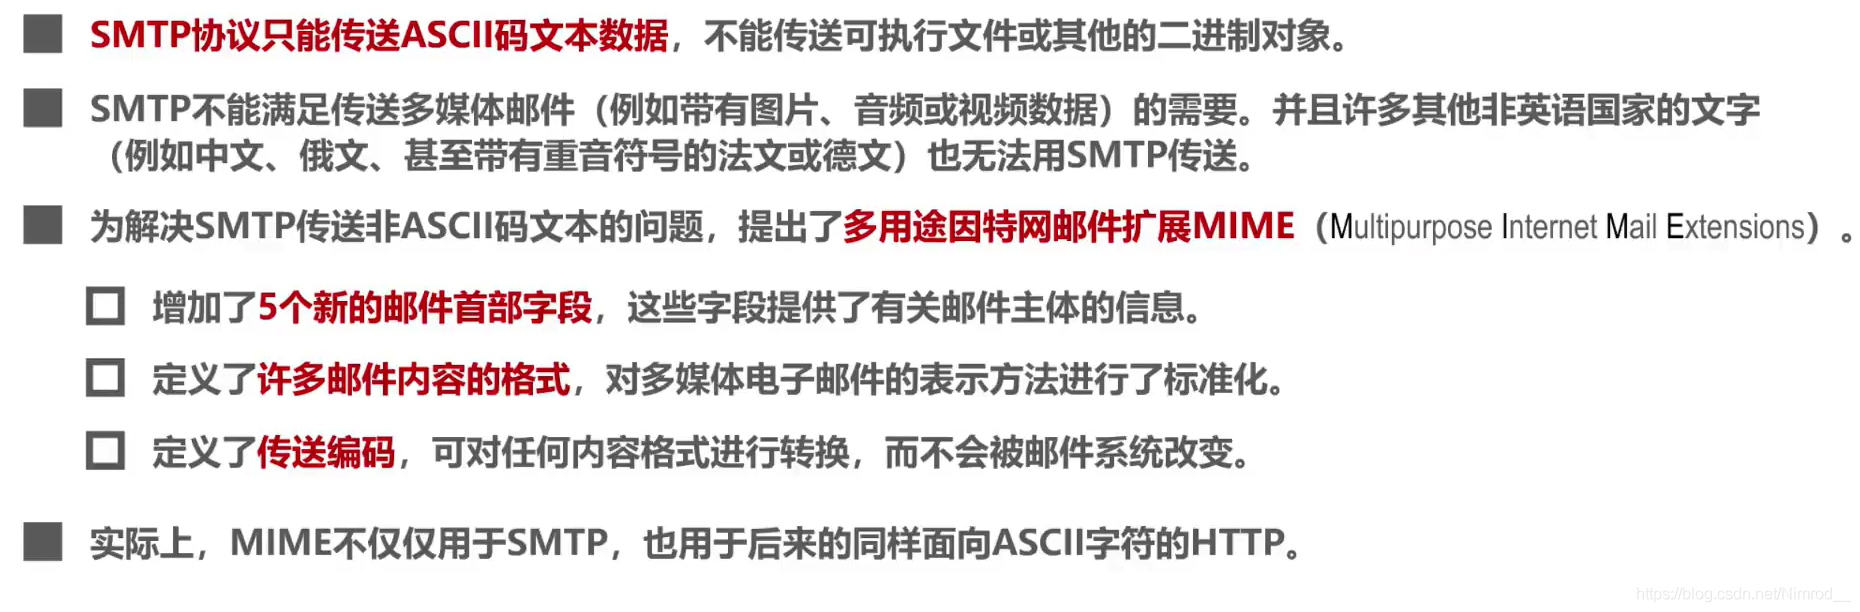 SMTP协议只能传送ASCII码文本数据，不能传送可执行文件或其他的二进制对象。
SMTP不能满足传送多媒体邮件（例如带有图片、音频或视频数据）的需要。并且许多其他非英语国家的文字
（例如中文、俄文、甚至带有重音符号的法文或德文）也无法用SMTP传送。
为解决SMTP传送非ASCII码文本的问题，提出了多用途因特网邮件扩展MIME（Multipurpose Internet Mail Extensions）。
增加了5个新的邮件首部字段，这些字段提供了有关邮件主体的信息。
定义了许多邮件内容的格式，对多媒体电子邮件的表示方法进行了标准化。
定义了传送编码，可对任何内容格式进行转换，而不会被邮件系统改变。
实际上，MIME不仅仅用于SMTP，也用于后来的同样面向ASCII字符的HTTP。
https://blog.csdn.net/Nimrod__